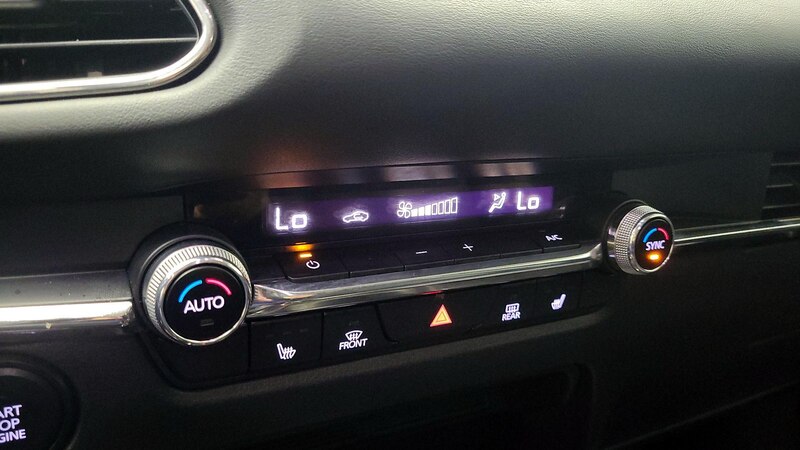 Lo
Lo
A/C
AUTO
SYNC
FRONT
REAR
ART
OP
GINE